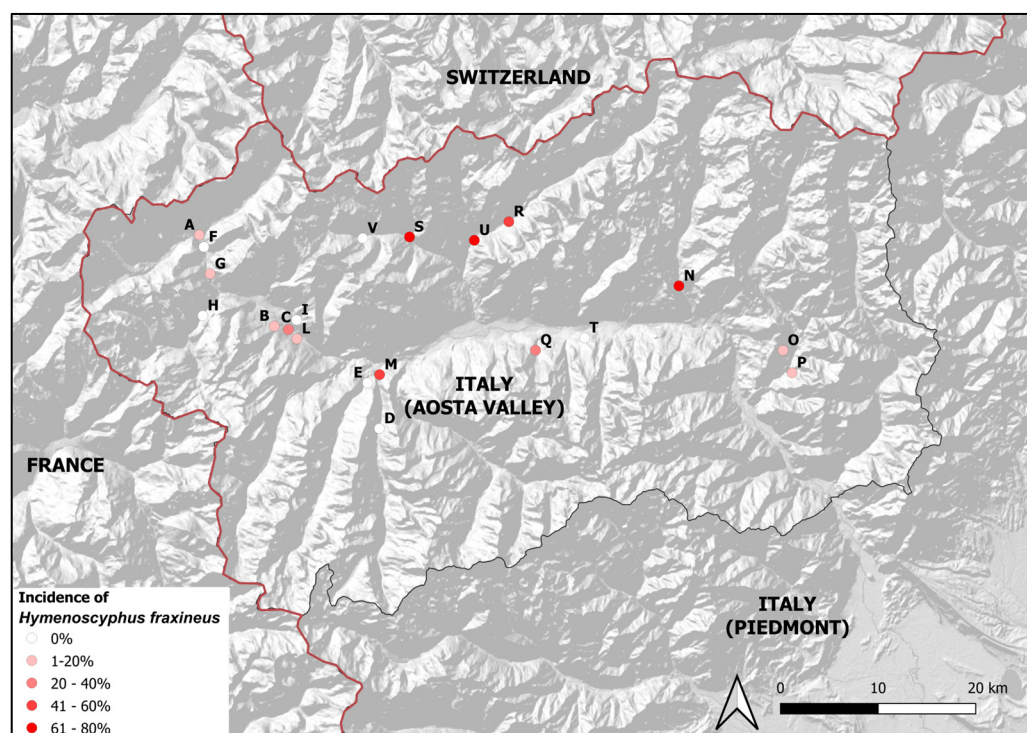 SWITZERLAND
A
F
V
S
U
R
G
N
H
B
C
I
L
T
Q
O
P
E
M
ITALY
(AOSTA VALLEY)
D
FRANCE
Incidence of
Hymenoscyphus fraxineus
0%
1-20%
20 - 40%
41 - 60%
61 - 80%
ITALY
(PIEDMONT)
0 10 20 km